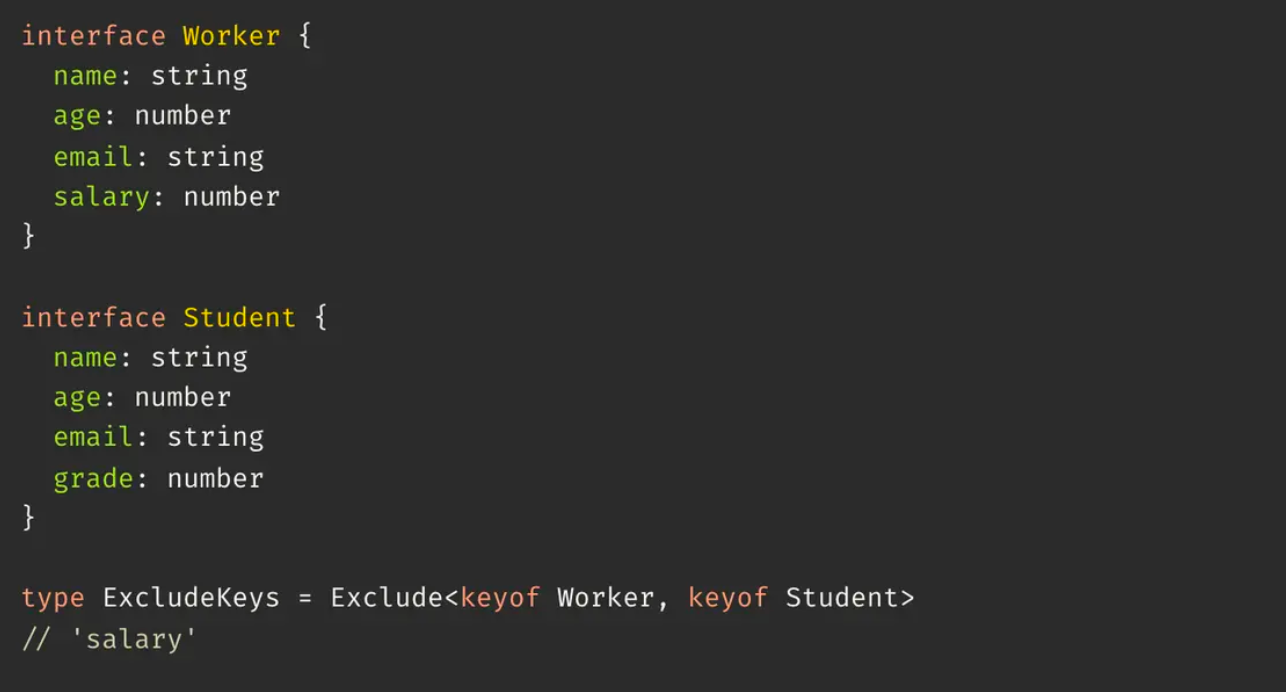 interface Worker {
  name: string
  age: number
  email: string
  salary: number
}

interface Student {
  name: string
  age: number
  email: string
  grade: number
}

type ExcludeKeys = Exclude<keyof Worker, keyof Student>
// 'salary'